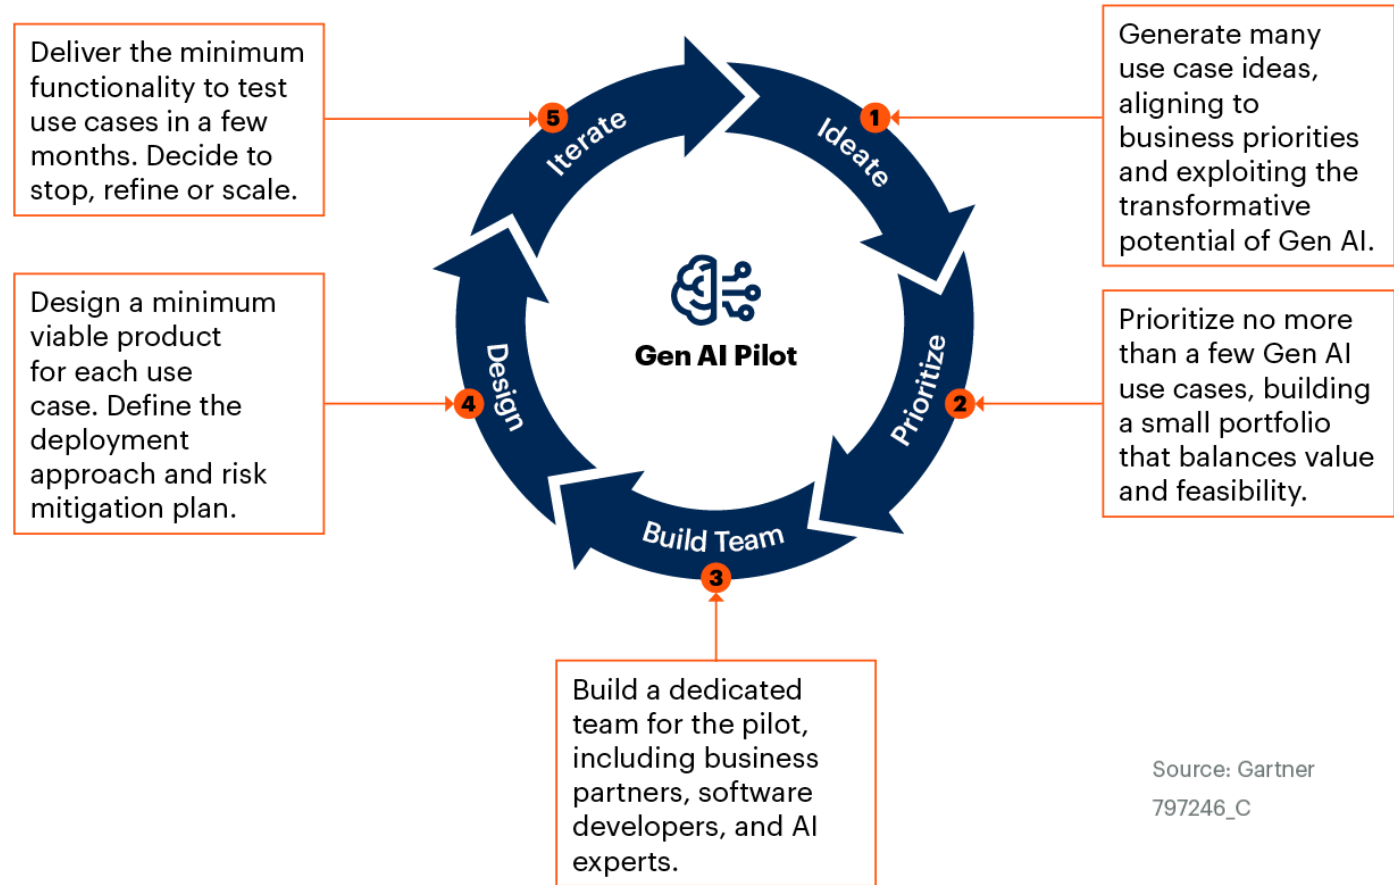 Generate many
use case ideas,
aligning to
business priorities
and exploiting the
transformative
potential of Gen AI.
1
Ideate
Prioritize no more
than a few Gen AI
use cases, building
a small portfolio
that balances value
and feasibility.
2
Prioritize
Build Team
3
Build a dedicated
team for the pilot,
including business
partners, software
developers, and AI
experts.
Design a minimum
viable product
for each use
case. Define the
deployment
approach and risk
mitigation plan.
4
Design
Deliver the minimum
functionality to test
use cases in a few
months. Decide to
stop, refine or scale.
5
Iterate
Gen AI Pilot
Source: Gartner
797246_C